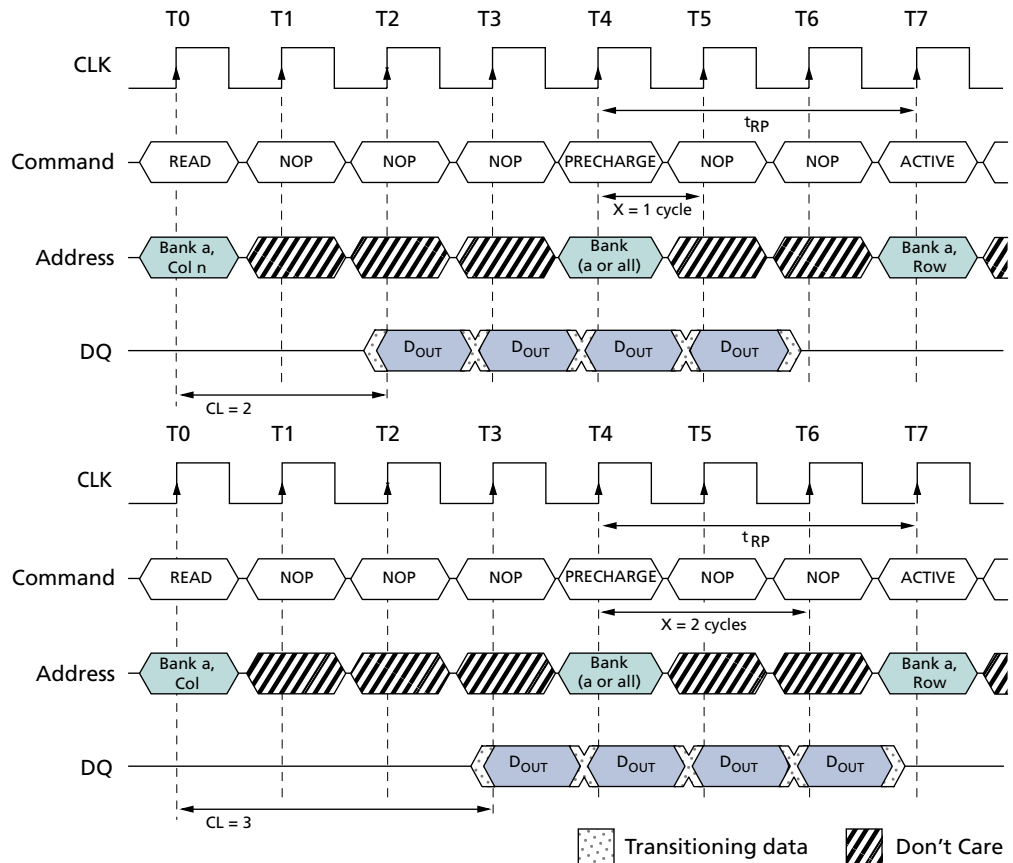 T0 T1 T2 T3 T4 T5 T6 T7
CLK
tRP
Command READ NOP NOP NOP PRECHARGE NOP NOP ACTIVE
X = 1 cycle
Address Bank a, Col n Bank (a or all) Bank a, Row
DQ DOUT DOUT DOUT DOUT
CL = 2
T0 T1 T2 T3 T4 T5 T6 T7
CLK
tRP
Command READ NOP NOP NOP PRECHARGE NOP NOP ACTIVE
X = 2 cycles
Address Bank a, Col Bank (a or all) Bank a, Row
DQ DOUT DOUT DOUT DOUT
CL = 3
Transitioning data Don't Care